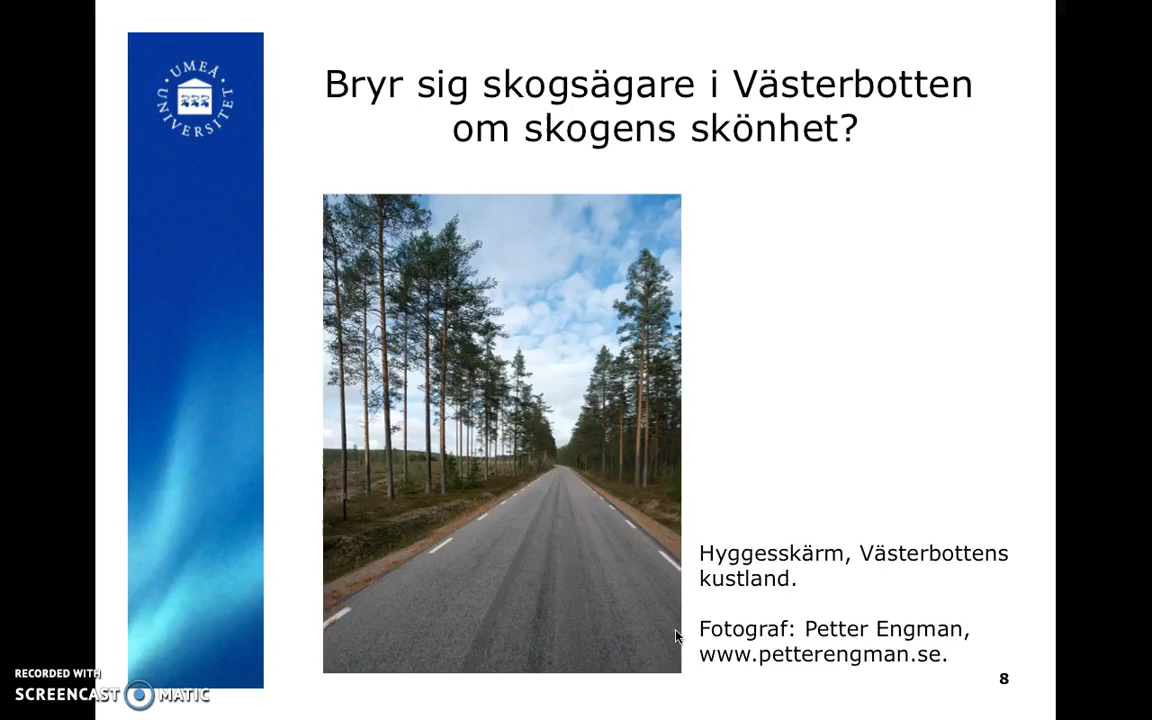 UMEÅ UNIVERSITET
Bryr sig skogsägare i Västerbotten
om skogens skönhet?
Hyggesskärm, Västerbottens
kustland.
Fotograf: Petter Engman,
www.petterengman.se.
8
RECORDED WITH
SCREENCAST MATIC